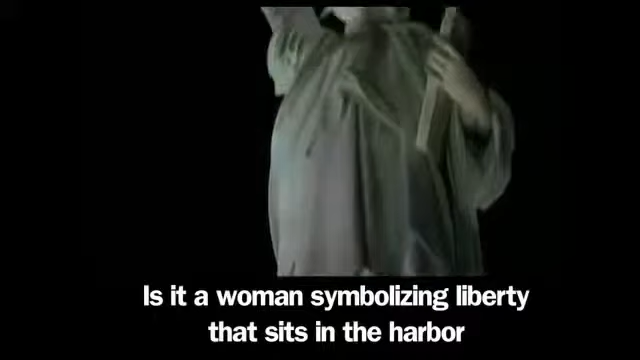 Is it a woman symbolizing liberty
that sits in the harbor